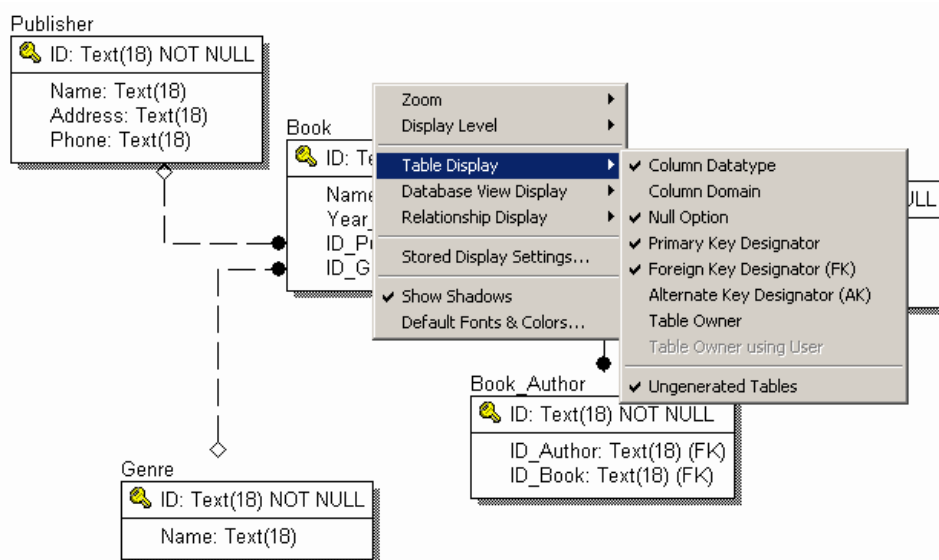 Publisher
ID: Text(18) NOT NULL
Name: Text(18)
Address: Text(18)
Phone: Text(18)
Book
ID:
Name
Zoom
Display Level
Table Display
Database View Display
Relationship Display
Stored Display Settings...
Show Shadows
Default Fonts & Colors...
Column Datatype
Column Domain
Null Option
Primary Key Designator
Foreign Key Designator (FK)
Alternate Key Designator (AK)
Table Owner
Table Owner using User
Ungenerated Tables
Book_Author
ID: Text(18) NOT NULL
ID_Author: Text(18) (FK)
ID_Book: Text(18) (FK)
Genre
ID: Text(18) NOT NULL
Name: Text(18)